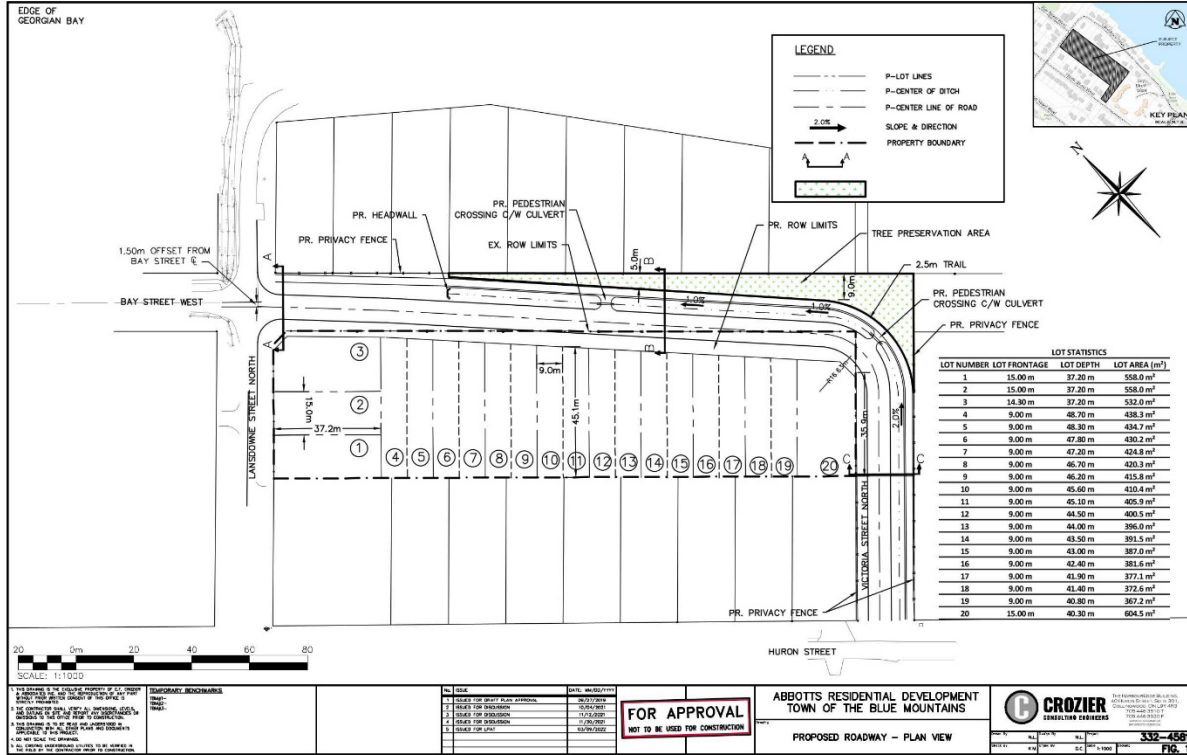 EDGE OF
GEORGIAN BAY
KEY PLAN
N
LEGEND
P-LOT LINES
P-CENTER OF DITCH
P-CENTER LINE OF ROAD
2.0%
SLOPE & DIRECTION
PROPERTY BOUNDARY
A A
N
PR. HEADWALL
PR. PEDESTRIAN
CROSSING C/W CULVERT
PR. PRIVACY FENCE
EX. ROW LIMITS
PR. ROW LIMITS
TREE PRESERVATION AREA
2.5m TRAIL
1.50m OFFSET FROM
BAY STREET ℄
BAY STREET WEST
5.0m
9.0m
1.0%
1.0%
PR. PEDESTRIAN
CROSSING C/W CULVERT
PR. PRIVACY FENCE
A
A
B
B
C
C
LANSDOWNE STREET NORTH
3
2
1
15.0m
37.2m
9.0m
45.1m
35.9m
2.0%
4 5 6 7 8 9 10 11 12 13 14 15 16 17 18 19 20
VICTORIA STREET NORTH
PR. PRIVACY FENCE
HURON STREET
LOT STATISTICS
LOT NUMBER LOT FRONTAGE LOT DEPTH LOT AREA (m²)
1 15.00 m 37.20 m 558.0 m²
2 15.00 m 37.20 m 558.0 m²
3 14.30 m 37.20 m 532.0 m²
4 9.00 m 48.70 m 438.3 m²
5 9.00 m 48.30 m 434.7 m²
6 9.00 m 47.80 m 430.2 m²
7 9.00 m 47.20 m 424.8 m²
8 9.00 m 46.70 m 420.3 m²
9 9.00 m 46.20 m 415.8 m²
10 9.00 m 45.60 m 410.4 m²
11 9.00 m 45.10 m 405.9 m²
12 9.00 m 44.50 m 400.5 m²
13 9.00 m 44.00 m 396.0 m²
14 9.00 m 43.50 m 391.5 m²
15 9.00 m 43.00 m 387.0 m²
16 9.00 m 42.40 m 381.6 m²
17 9.00 m 41.90 m 377.1 m²
18 9.00 m 41.40 m 372.6 m²
19 9.00 m 40.80 m 367.2 m²
20 15.00 m 40.30 m 604.5 m²
20 0m 20 40 60 80
SCALE: 1:1000
TEMPORARY BENCHMARKS
No. ISSUE DATE: MM/DD/YYYY
1 ISSUED FOR DRAFT PLAN APPROVAL
2 ISSUED FOR DISCUSSION
3 ISSUED FOR DISCUSSION
4 ISSUED FOR DISCUSSION
5 ISSUED FOR LPAT
FOR APPROVAL
NOT TO BE USED FOR CONSTRUCTION
ABBOTTS RESIDENTIAL DEVELOPMENT
TOWN OF THE BLUE MOUNTAINS
PROPOSED ROADWAY - PLAN VIEW
CROZIER
CONSULTING ENGINEERS
FIG.